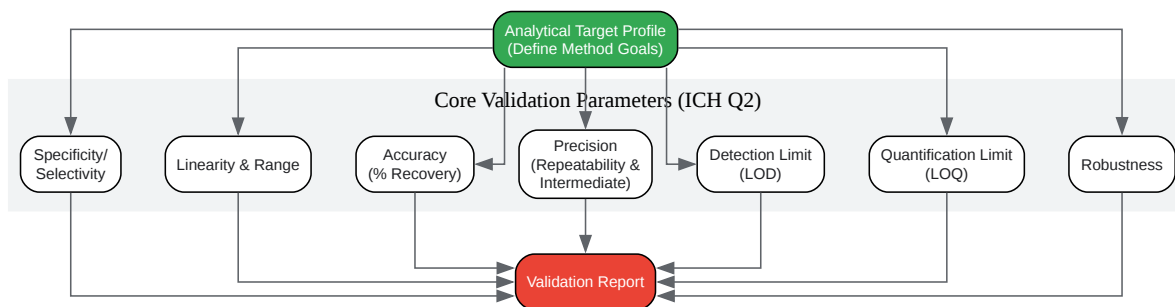 Analytical Target Profile
(Define Method Goals)
Core Validation Parameters (ICH Q2)
Specificity/
Selectivity
Linearity & Range
Accuracy
(% Recovery)
Precision
(Repeatability &
Intermediate)
Detection Limit
(LOD)
Quantification Limit
(LOQ)
Robustness
Validation Report